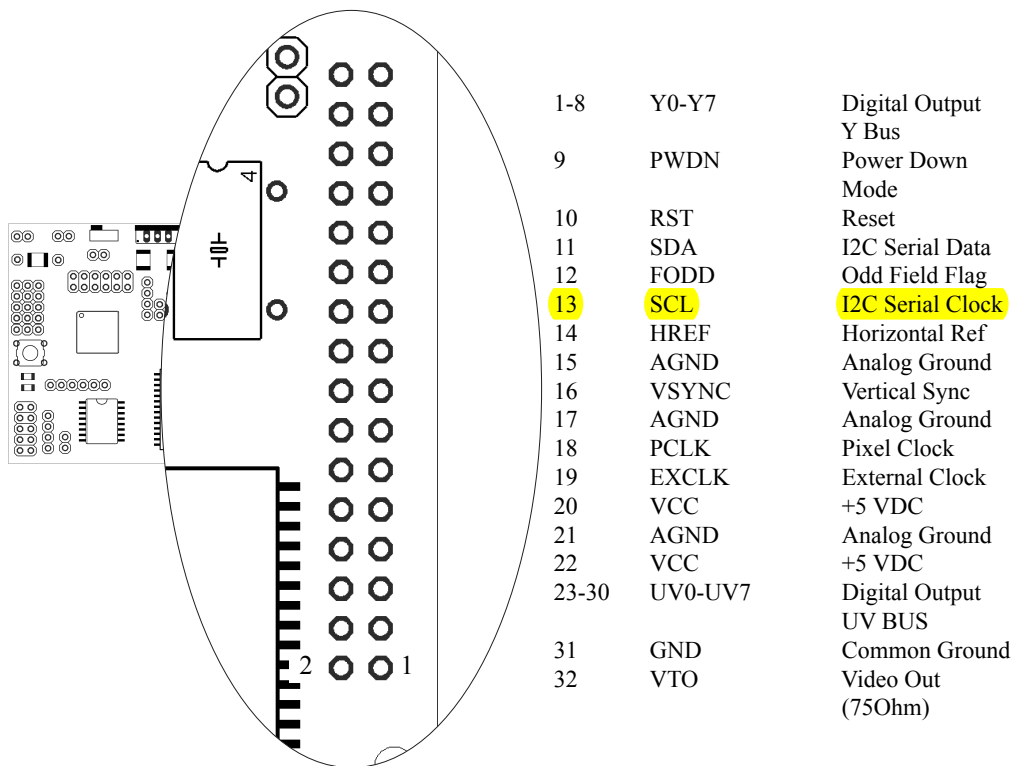 1-8 Y0-Y7 Digital Output
Y Bus
9 PWDN Power Down
Mode
10 RST Reset
11 SDA I2C Serial Data
12 FODD Odd Field Flag
13 SCL I2C Serial Clock
14 HREF Horizontal Ref
15 AGND Analog Ground
16 VSYNC Vertical Sync
17 AGND Analog Ground
18 PCLK Pixel Clock
19 EXCLK External Clock
20 VCC +5 VDC
21 AGND Analog Ground
22 VCC +5 VDC
23-30 UV0-UV7 Digital Output
UV BUS
31 GND Common Ground
32 VTO Video Out
(75Ohm)
4
2 1